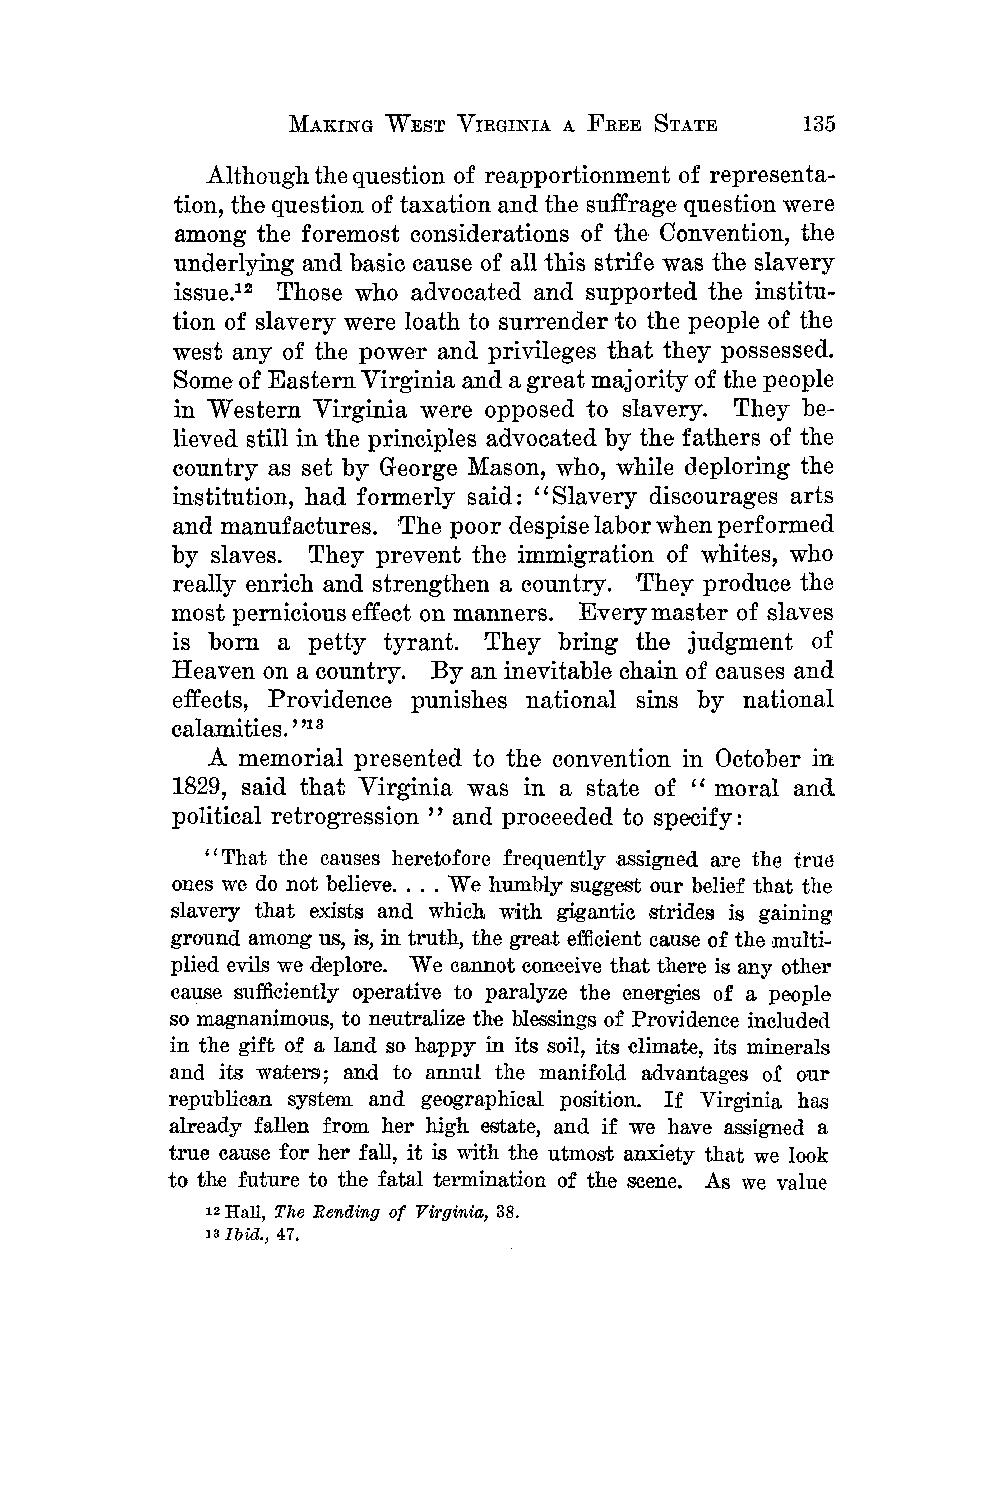 MAKING WEST VIRGINIA A FREE STATE 135
Although the question of reapportionment of representa-
tion, the question of taxation and the suffrage question were
among the foremost considerations of the Convention, the
underlying and basic cause of all this strife was the slavery
issue.¹² Those who advocated and supported the institu-
tion of slavery were loath to surrender to the people of the
west any of the power and privileges that they possessed.
Some of Eastern Virginia and a great majority of the people
in Western Virginia were opposed to slavery. They be-
lieved still in the principles advocated by the fathers of the
country as set by George Mason, who, while deploring the
institution, had formerly said: ‘‘Slavery discourages arts
and manufactures. The poor despise labor when performed
by slaves. They prevent the immigration of whites, who
really enrich and strengthen a country. They produce the
most pernicious effect on manners. Every master of slaves
is born a petty tyrant. They bring the judgment of
Heaven on a country. By an inevitable chain of causes and
effects, Providence punishes national sins by national
calamities.’’¹³
A memorial presented to the convention in October in
1829, said that Virginia was in a state of ‘‘ moral and
political retrogression ’’ and proceeded to specify:
‘‘That the causes heretofore frequently assigned are the true
ones we do not believe. . . . We humbly suggest our belief that the
slavery that exists and which with gigantic strides is gaining
ground among us, is, in truth, the great efficient cause of the multi-
plied evils we deplore. We cannot conceive that there is any other
cause sufficiently operative to paralyze the energies of a people
so magnanimous, to neutralize the blessings of Providence included
in the gift of a land so happy in its soil, its climate, its minerals
and its waters; and to annul the manifold advantages of our
republican system and geographical position. If Virginia has
already fallen from her high estate, and if we have assigned a
true cause for her fall, it is with the utmost anxiety that we look
to the future to the fatal termination of the scene. As we value
¹² Hall, The Rending of Virginia, 38.
¹³ Ibid., 47.